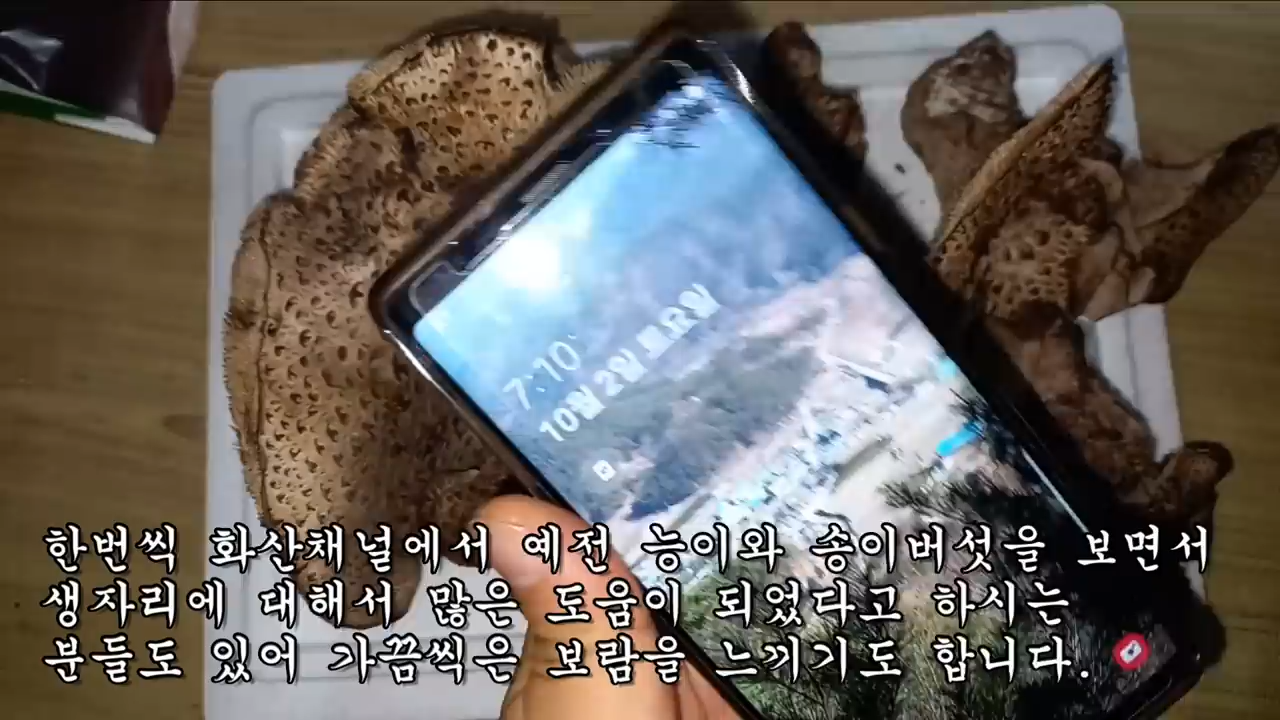 7:10
10월 2일 토요일
한번씩 화산채널에서 예전 능이와 송이버섯을 보면서
생자리에 대해서 많은 도움이 되었다고 하시는
분들도 있어 가끔씩은 보람을 느끼기도 합니다.